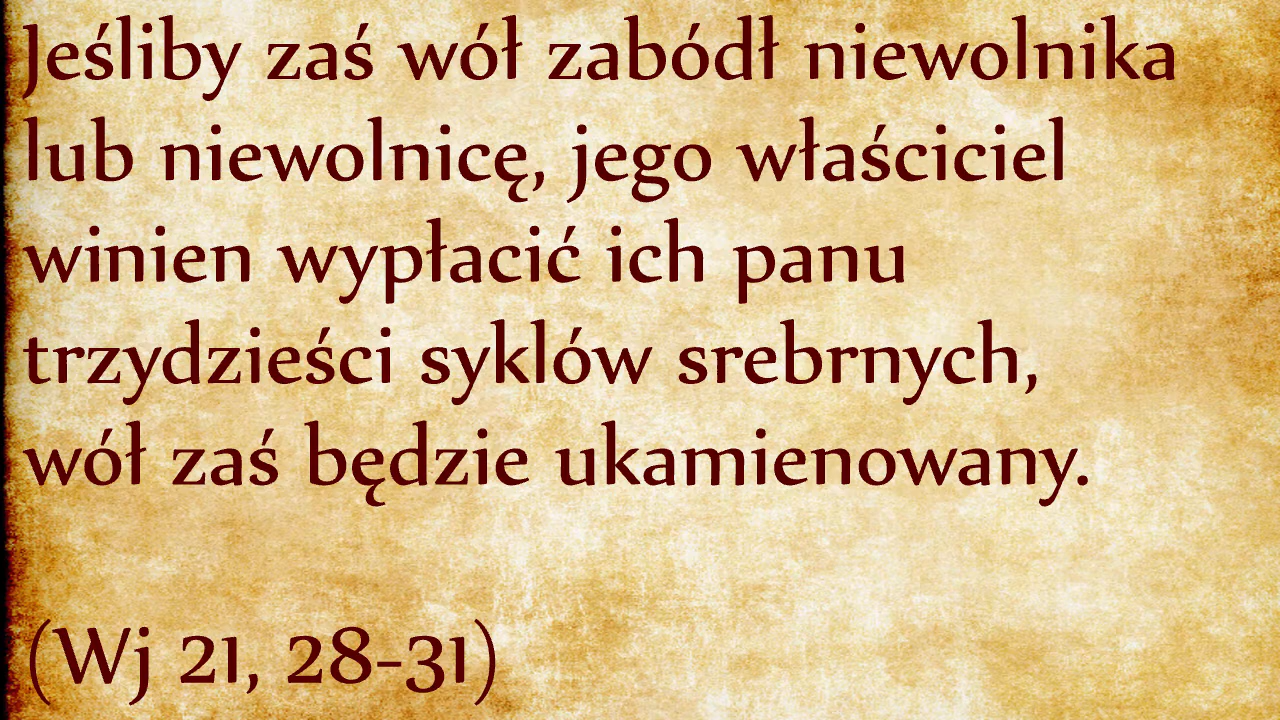 Jeśliby zaś wół zabódł niewolnika
lub niewolnicę, jego właściciel
winien wypłacić ich panu
trzydzieści syklów srebrnych,
wół zaś będzie ukamienowany.
(Wj 21, 28-31)